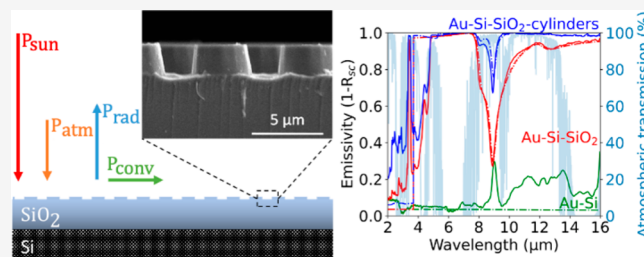 P_sun
P_atm
P_rad
P_conv
SiO₂
Si
5 μm
Emissivity (1-R_sc)
1.0
0.8
0.6
0.4
0.2
0.0
Au-Si-SiO₂-cylinders
Au-Si-SiO₂
Au-Si
2 4 6 8 10 12 14 16
Wavelength (μm)
100
80
60
40
20
0
Atmospheric transmission (%)